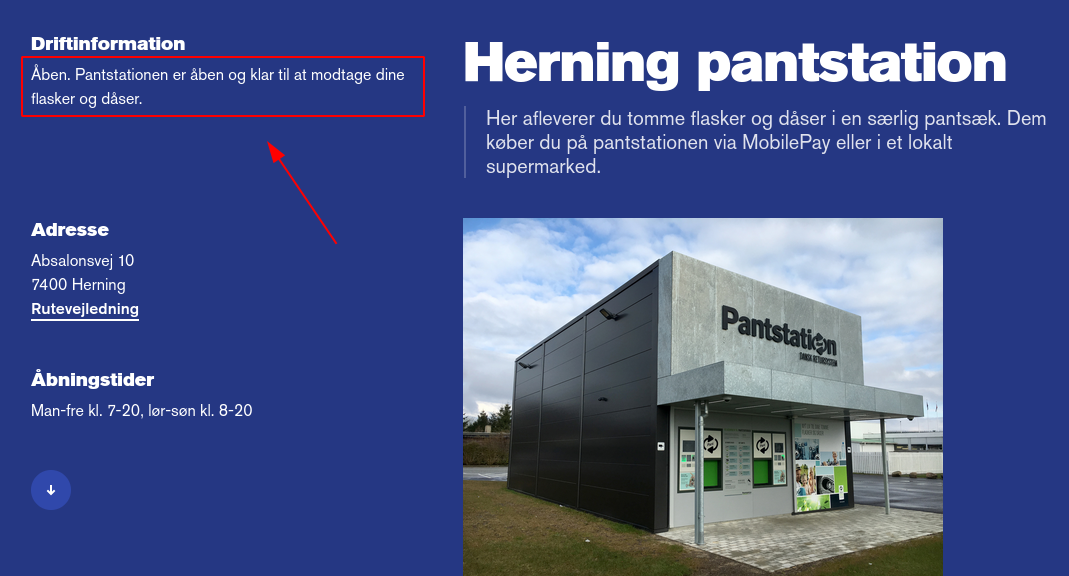 Driftinformation
Åben. Pantstationen er åben og klar til at modtage dine
flasker og dåser.
Adresse
Absalonsvej 10
7400 Herning
Rutevejledning
Åbningstider
Man-fre kl. 7-20, lør-søn kl. 8-20
Herning pantstation
Her afleverer du tomme flasker og dåser i en særlig pantsæk. Dem
køber du på pantstationen via MobilePay eller i et lokalt
supermarked.
Pantstation
DANSK RETURSYSTEM